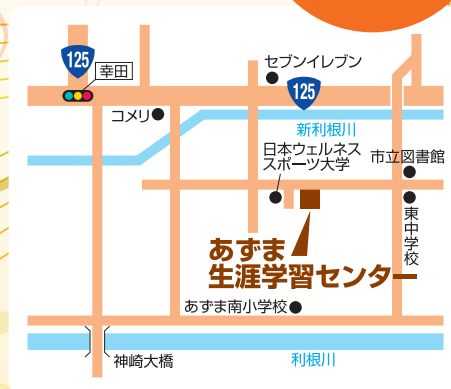 125
幸田
セブンイレブン
125
コメリ
新利根川
日本ウェルネス
スポーツ大学
市立図書館
東中学校
あずま
生涯学習センター
あずま南小学校
神崎大橋
利根川